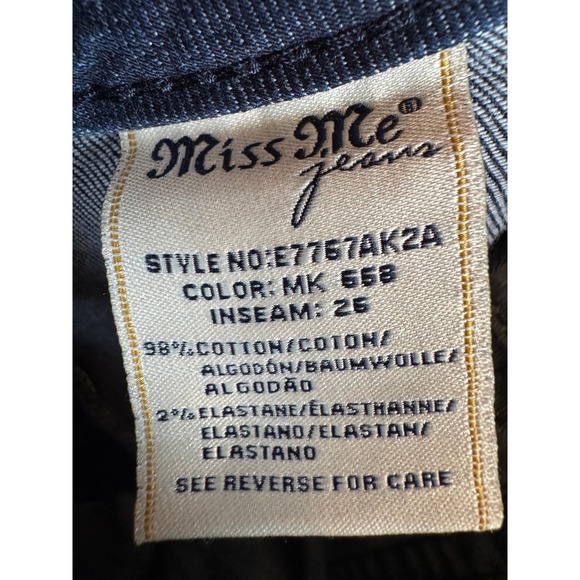 Miss Me®
jeans
STYLE NO:E7767AK2A
COLOR: MK 668
INSEAM: 26
98%COTTON/COTON/
ALGODÓN/BAUMWOLLE/
ALGODÃO
2%ELASTANE/ÉLASTHANNE/
ELASTANO/ELASTAN/
ELASTANO
SEE REVERSE FOR CARE